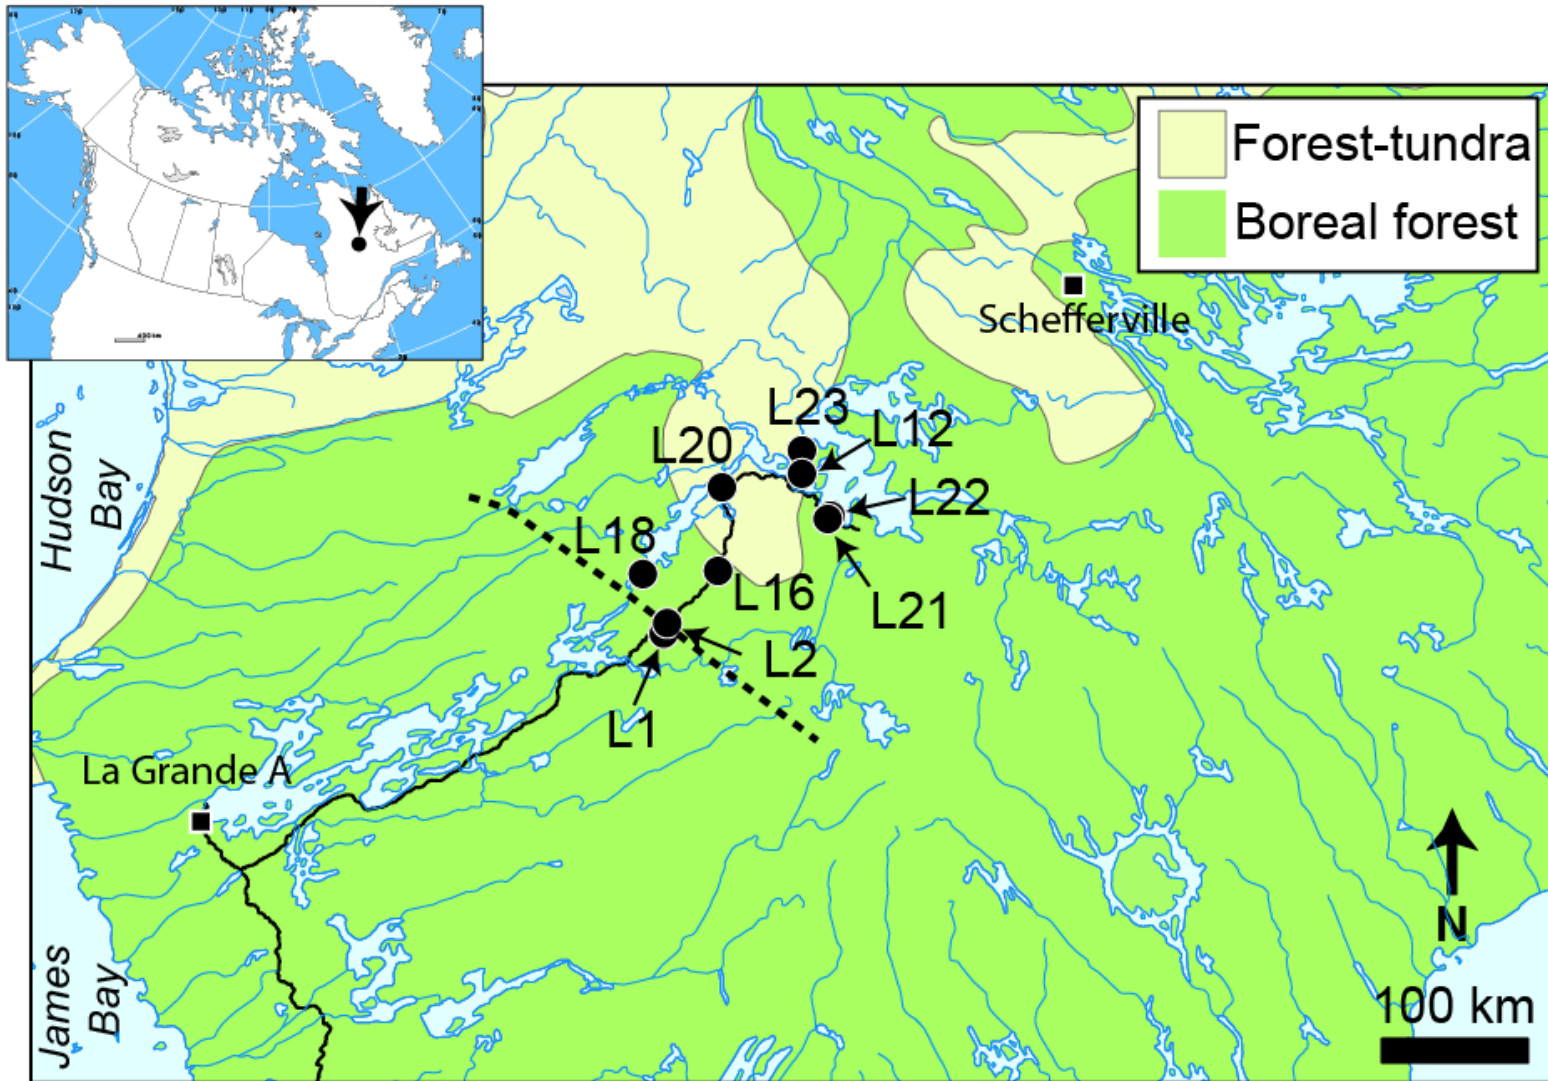 Forest-tundra
Boreal forest
Schefferville
L23
L12
L20
L22
L18
L16
L21
L2
L1
Hudson
Bay
La Grande A
James
Bay
N
100 km